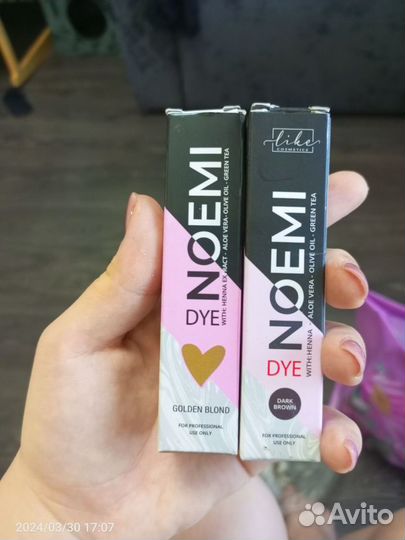 NOEMI
DYE
WITH: HENNA EXTRACT - ALOE VERA - OLIVE OIL - GREEN TEA
GOLDEN BLOND
FOR PROFESSIONAL
USE ONLY
like
COSMETICS
NOEMI
DYE
WITH: HENNA - ALOE VERA - OLIVE OIL - GREEN TEA
DARK
BROWN
FOR PROFESSIONAL
USE ONLY
2024/03/30 17:07
Avito